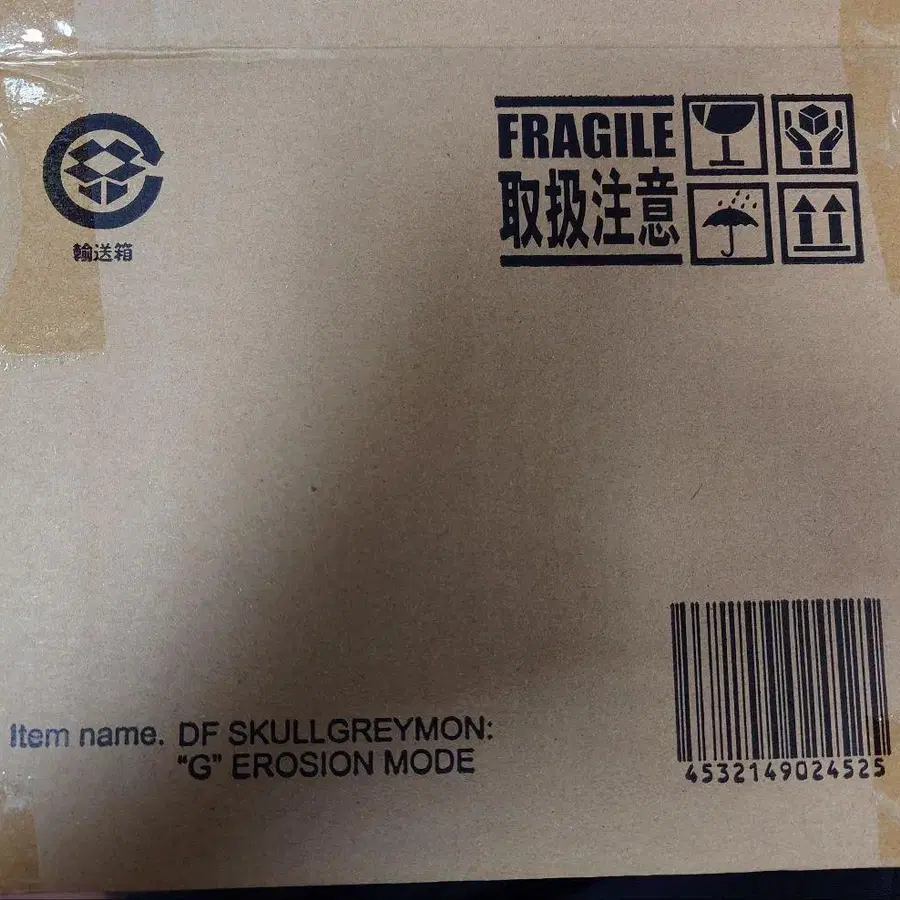 FRAGILE
取扱注意
輸送箱
Item name. DF SKULLGREYMON:
“G” EROSION MODE
4532149024525